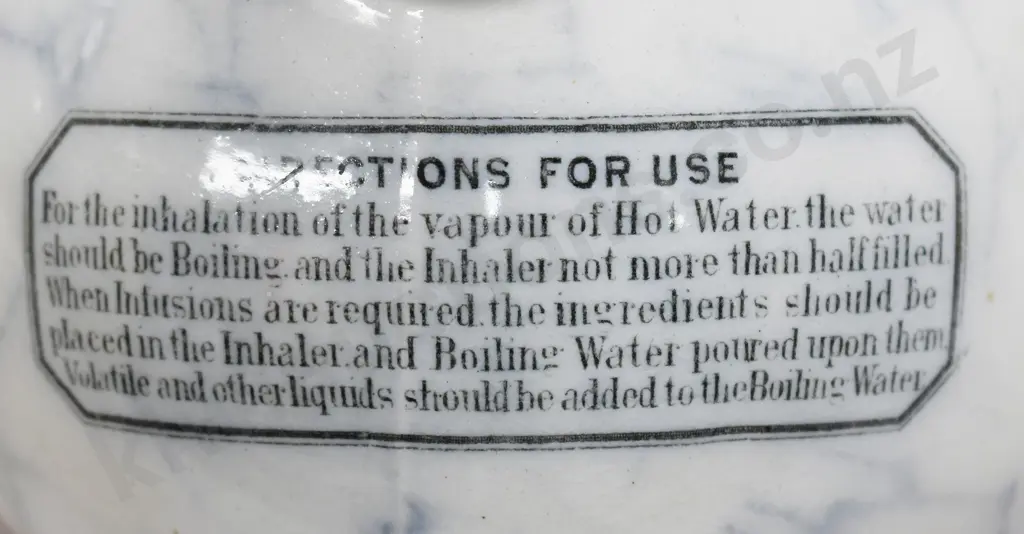 DIRECTIONS FOR USE
For the inhalation of the vapour of Hot Water. the water
should be Boiling. and the Inhaler not more than half filled.
When Infusions are required. the ingredients should be
placed in the Inhaler. and Boiling Water poured upon them.
Volatile and other liquids should be added to the Boiling Water.